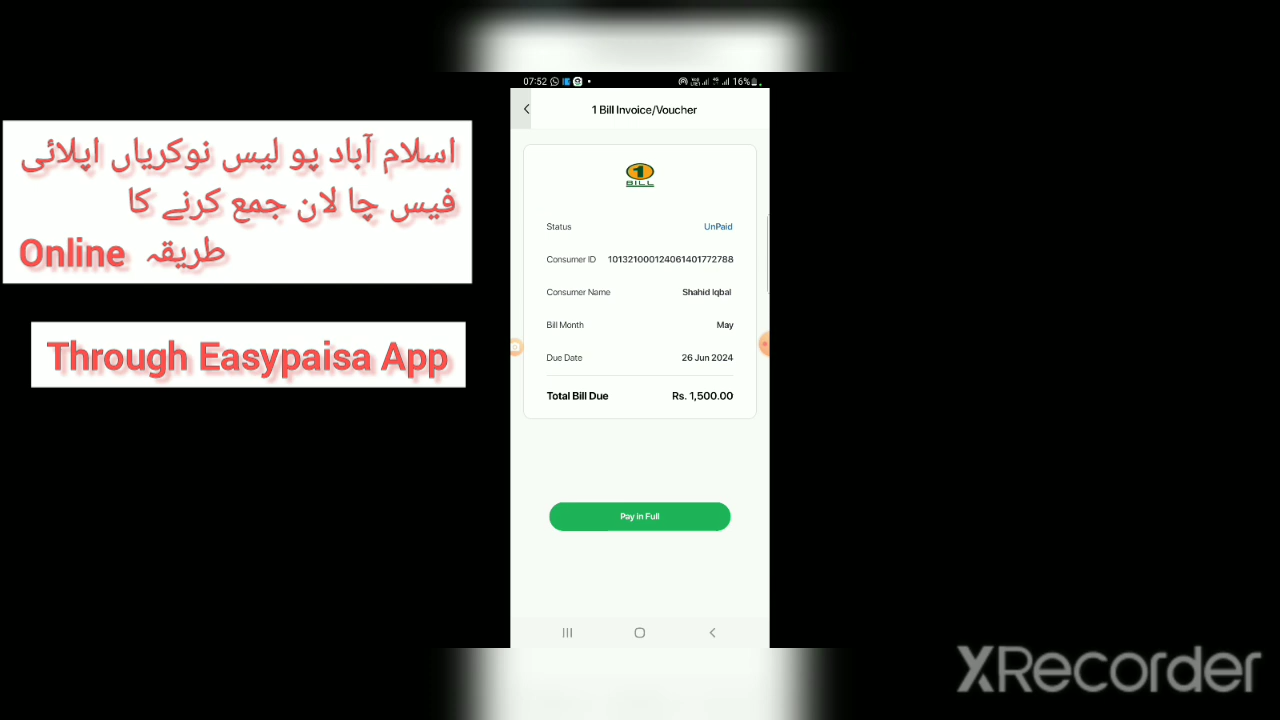 اسلام آباد پو لیس نوکریاں اپلائی
فیس چا لان جمع کرنے کا
طریقہ Online
Through Easypaisa App
07:52 16%
1 Bill Invoice/Voucher
1
BILL
Status UnPaid
Consumer ID 101321000124061401772788
Consumer Name Shahid Iqbal
Bill Month May
Due Date 26 Jun 2024
Total Bill Due Rs. 1,500.00
Pay in Full
XRecorder